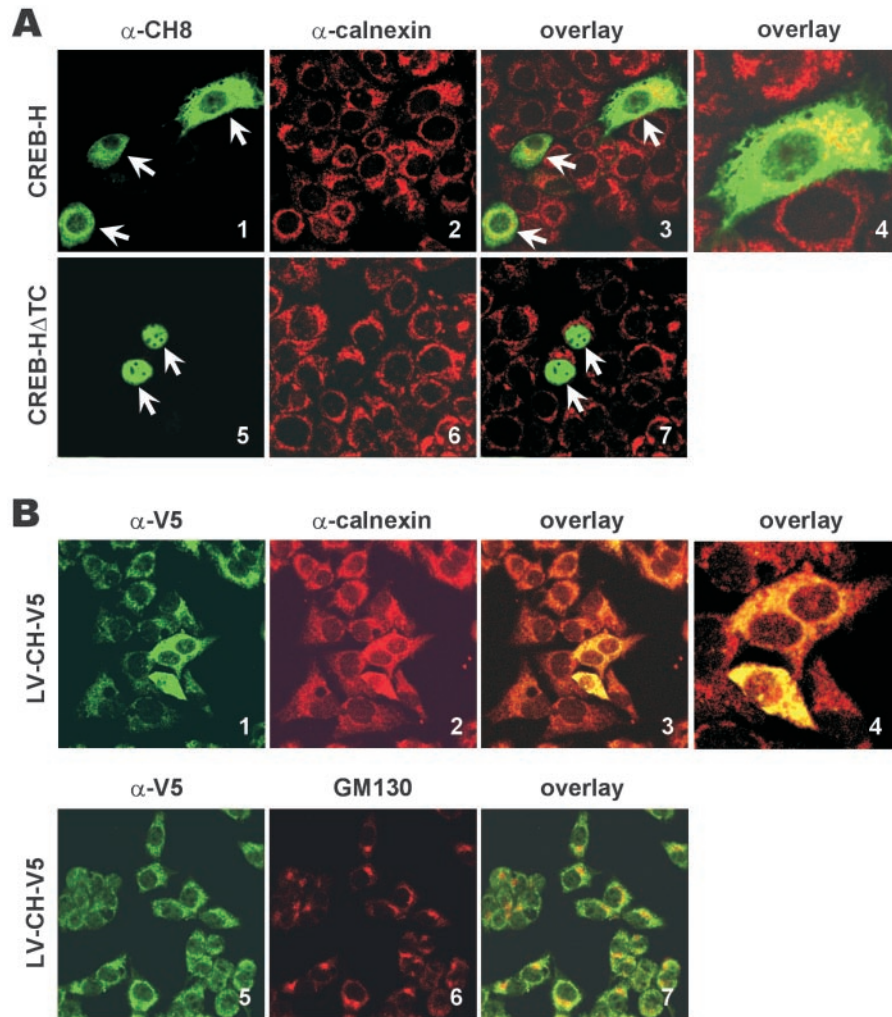 A
α-CH8 α-calnexin overlay overlay
CREB-H
1 2 3 4
CREB-HΔTC
5 6 7
B
α-V5 α-calnexin overlay overlay
LV-CH-V5
1 2 3 4
α-V5 GM130 overlay
LV-CH-V5
5 6 7